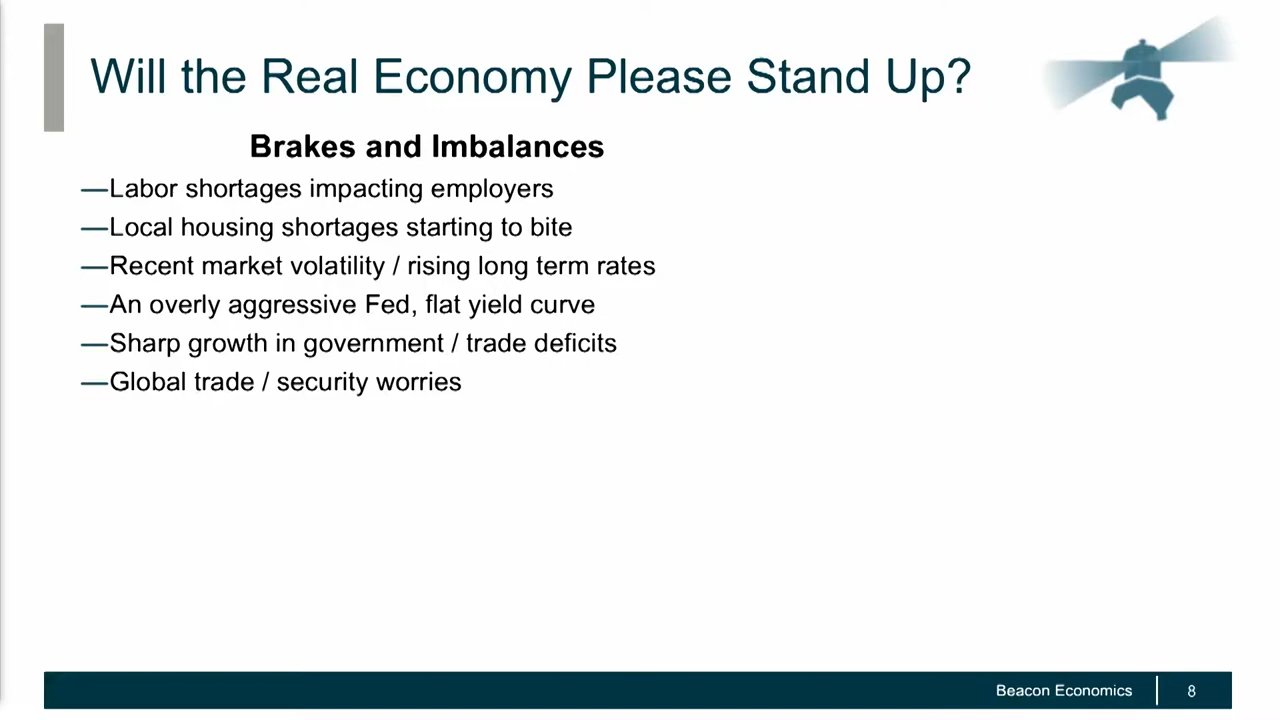 Will the Real Economy Please Stand Up?
Brakes and Imbalances
—Labor shortages impacting employers
—Local housing shortages starting to bite
—Recent market volatility / rising long term rates
—An overly aggressive Fed, flat yield curve
—Sharp growth in government / trade deficits
—Global trade / security worries
Beacon Economics 8